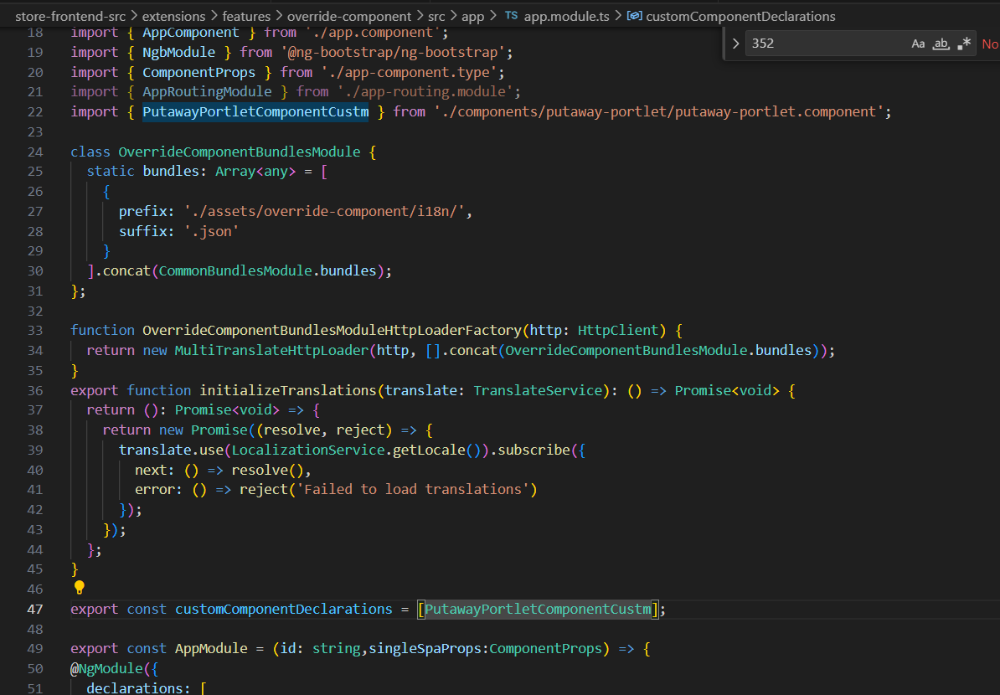 store-frontend-src > extensions > features > override-component > src > app > TS app.module.ts > customComponentDeclarations
352 Aa ab .* No
18 import { AppComponent } from './app.component';
19 import { NgbModule } from '@ng-bootstrap/ng-bootstrap';
20 import { ComponentProps } from './app-component.type';
21 import { AppRoutingModule } from './app-routing.module';
22 import { PutawayPortletComponentCustm } from './components/putaway-portlet/putaway-portlet.component';
23
24 class OverrideComponentBundlesModule {
25   static bundles: Array<any> = [
26     {
27       prefix: './assets/override-component/i18n/',
28       suffix: '.json'
29     }
30   ].concat(CommonBundlesModule.bundles);
31 };
32
33 function OverrideComponentBundlesModuleHttpLoaderFactory(http: HttpClient) {
34   return new MultiTranslateHttpLoader(http, [].concat(OverrideComponentBundlesModule.bundles));
35 }
36 export function initializeTranslations(translate: TranslateService): () => Promise<void> {
37   return (): Promise<void> => {
38     return new Promise((resolve, reject) => {
39       translate.use(LocalizationService.getLocale()).subscribe({
40         next: () => resolve(),
41         error: () => reject('Failed to load translations')
42       });
43     });
44   };
45 }
46
47 export const customComponentDeclarations = [PutawayPortletComponentCustm];
48
49 export const AppModule = (id: string,singleSpaProps:ComponentProps) => {
50 @NgModule({
51   declarations: [